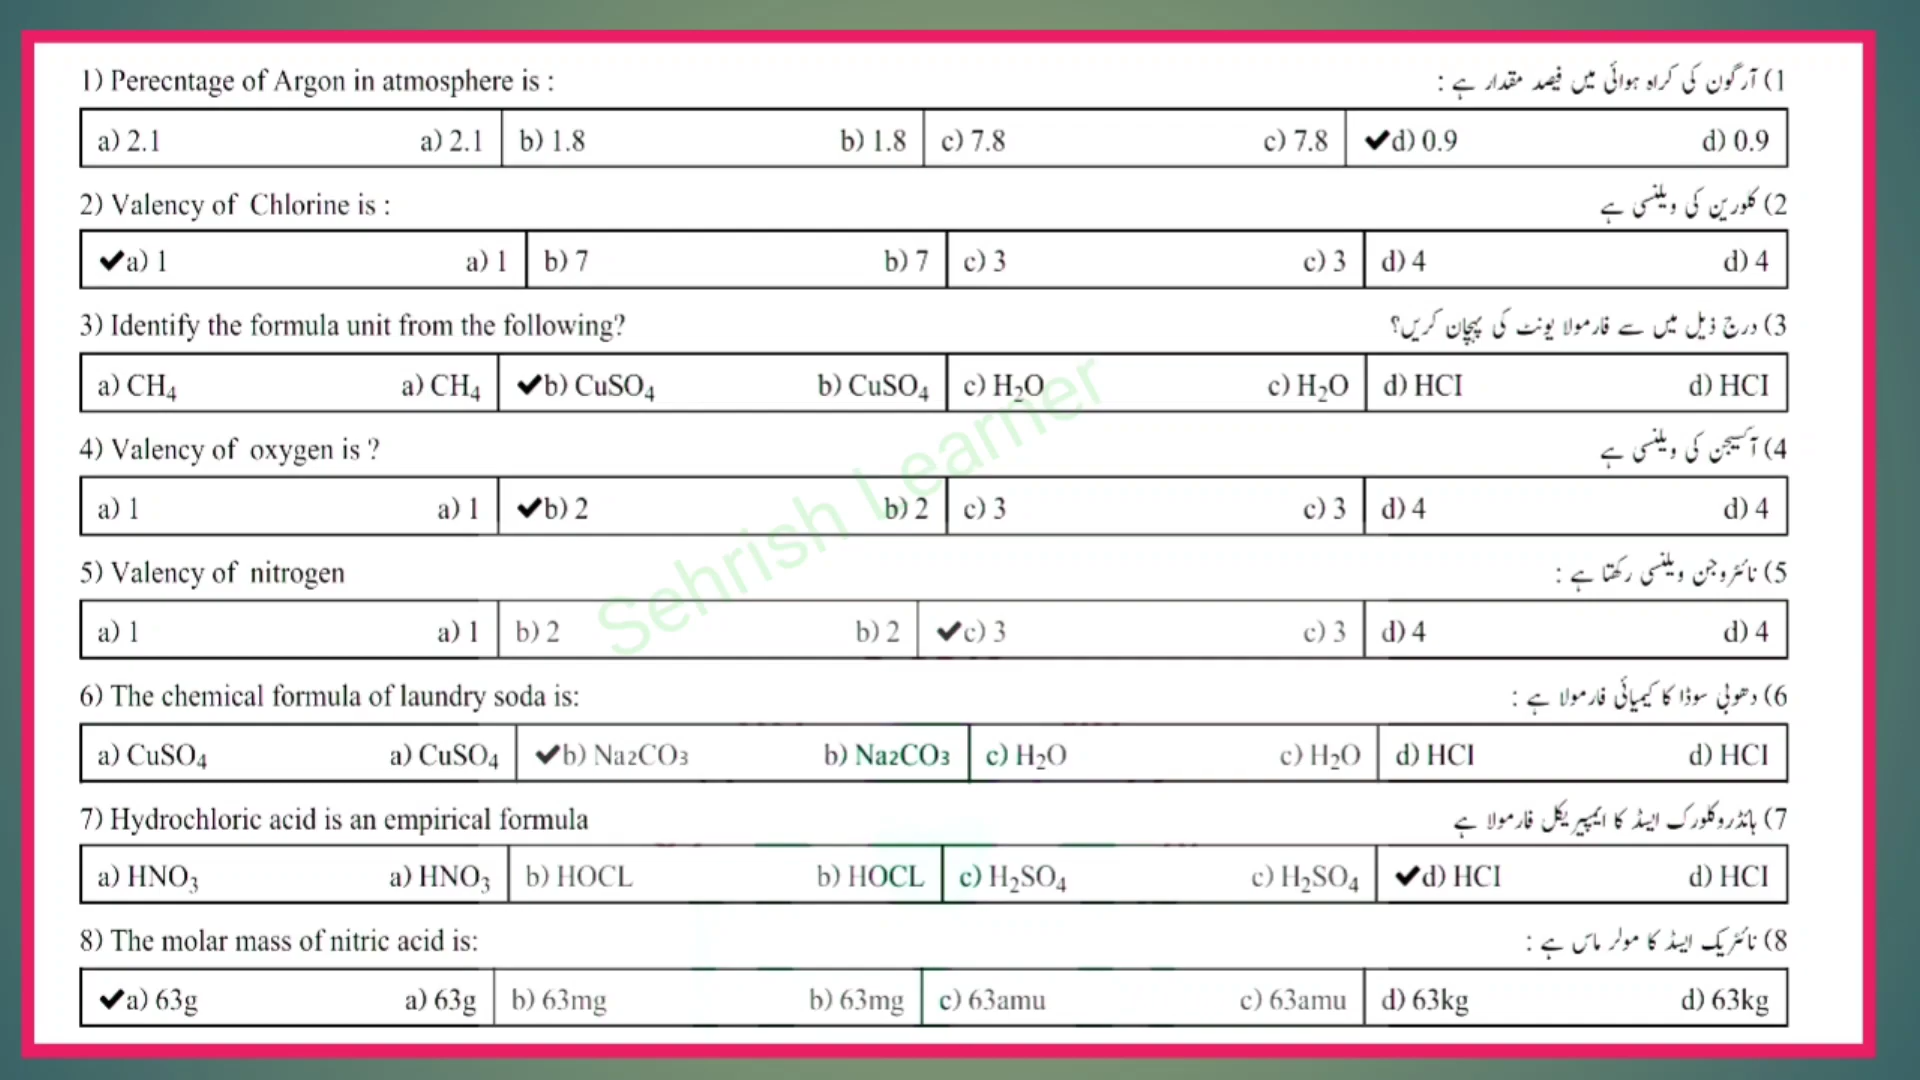 1) Perecntage of Argon in atmosphere is : 1) آرگون کی کراہ ہوائی میں فیصد مقدار ہے :
a) 2.1 a) 2.1 b) 1.8 b) 1.8 c) 7.8 c) 7.8 ✔d) 0.9 d) 0.9
2) Valency of Chlorine is : 2) کلورین کی ویلنسی ہے
✔a) 1 a) 1 b) 7 b) 7 c) 3 c) 3 d) 4 d) 4
3) Identify the formula unit from the following? 3) درج ذیل میں سے فارمولا یونٹ کی پہچان کریں؟
a) CH₄ a) CH₄ ✔b) CuSO₄ b) CuSO₄ c) H₂O c) H₂O d) HCI d) HCI
4) Valency of oxygen is ? 4) آکسیجن کی ویلنسی ہے
a) 1 a) 1 ✔b) 2 b) 2 c) 3 c) 3 d) 4 d) 4
5) Valency of nitrogen 5) نائٹروجن ویلنسی رکھتا ہے :
a) 1 a) 1 b) 2 b) 2 ✔c) 3 c) 3 d) 4 d) 4
6) The chemical formula of laundry soda is: 6) دھوبی سوڈا کا کیمیائی فارمولا ہے :
a) CuSO₄ a) CuSO₄ ✔b) Na₂CO₃ b) Na₂CO₃ c) H₂O c) H₂O d) HCI d) HCI
7) Hydrochloric acid is an empirical formula 7) ہائڈروکلورک ایسڈ کا ایمپیریکل فارمولا ہے
a) HNO₃ a) HNO₃ b) HOCL b) HOCL c) H₂SO₄ c) H₂SO₄ ✔d) HCI d) HCI
8) The molar mass of nitric acid is: 8) نائٹریک ایسڈ کا مولر ماس ہے :
✔a) 63g a) 63g b) 63mg b) 63mg c) 63amu c) 63amu d) 63kg d) 63kg
Sehrish Learner